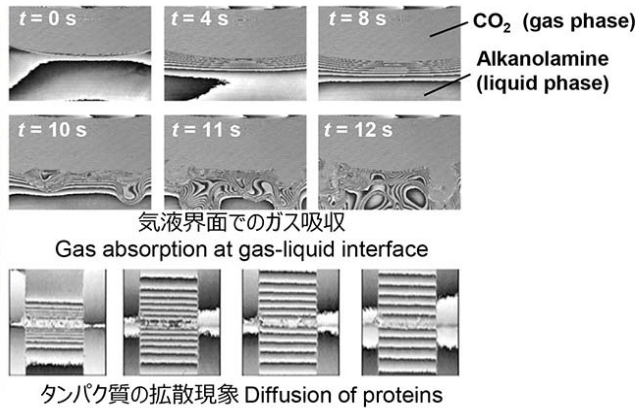 t = 0 s
t = 4 s
t = 8 s
CO₂ (gas phase)
Alkanolamine
(liquid phase)
t = 10 s
t = 11 s
t = 12 s
気液界面でのガス吸収
Gas absorption at gas-liquid interface
タンパク質の拡散現象 Diffusion of proteins